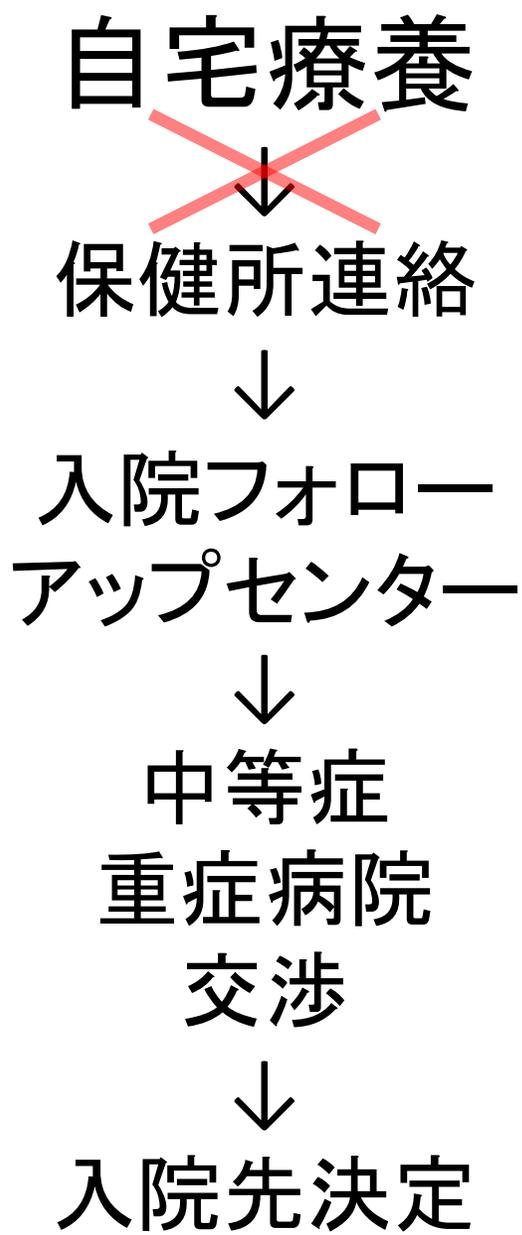 自宅療養
↓
保健所連絡
↓
入院フォロー
アップセンター
↓
中等症
重症病院
交渉
↓
入院先決定